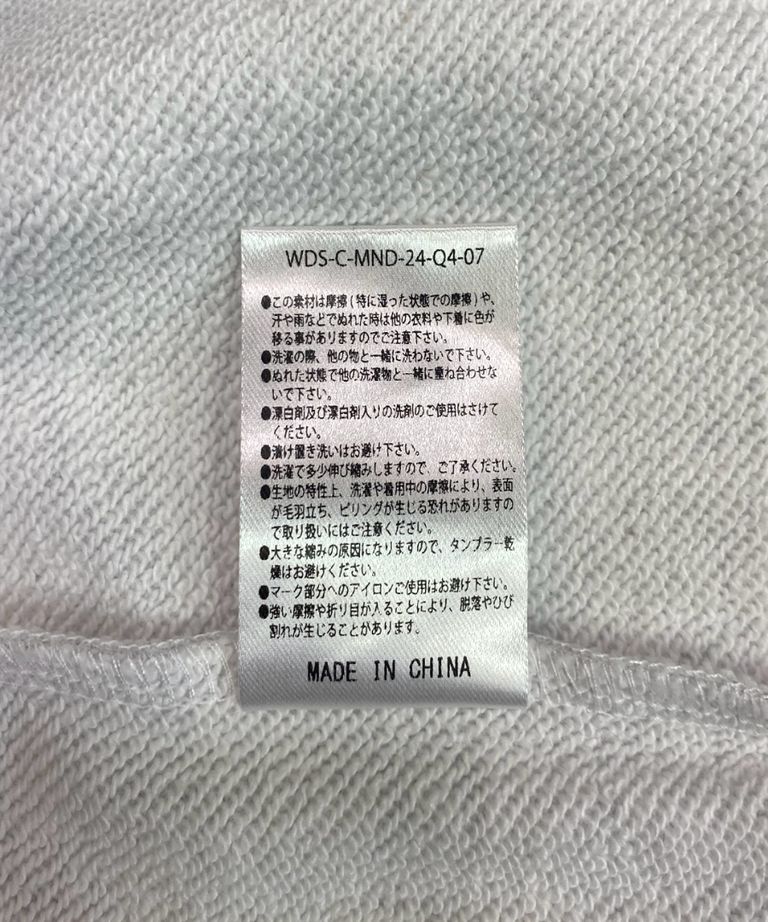 WDS-C-MND-24-Q4-07
●この素材は摩擦(特に湿った状態での摩擦)や、
汗や雨などでぬれた時は他の衣料や下着に色が
移る事がありますのでご注意下さい。
●洗濯の際、他の物と一緒に洗わないで下さい。
●ぬれた状態で他の洗濯物と一緒に重ね合わせな
いで下さい。
●漂白剤及び漂白剤入りの洗剤のご使用はさけて
ください。
●漬け置き洗いはお避け下さい。
●洗濯で多少伸び縮みしますので、ご了承ください。
●生地の特性上、洗濯や着用中の摩擦により、表面
が毛羽立ち、ピリングが生じる恐れがありますの
で取り扱いにはご注意ください。
●大きな縮みの原因になりますので、タンブラー乾
燥はお避けください。
●マーク部分へのアイロンご使用はお避け下さい。
●強い摩擦や折り目が入ることにより、脱落やひび
割れが生じることがあります。
MADE IN CHINA